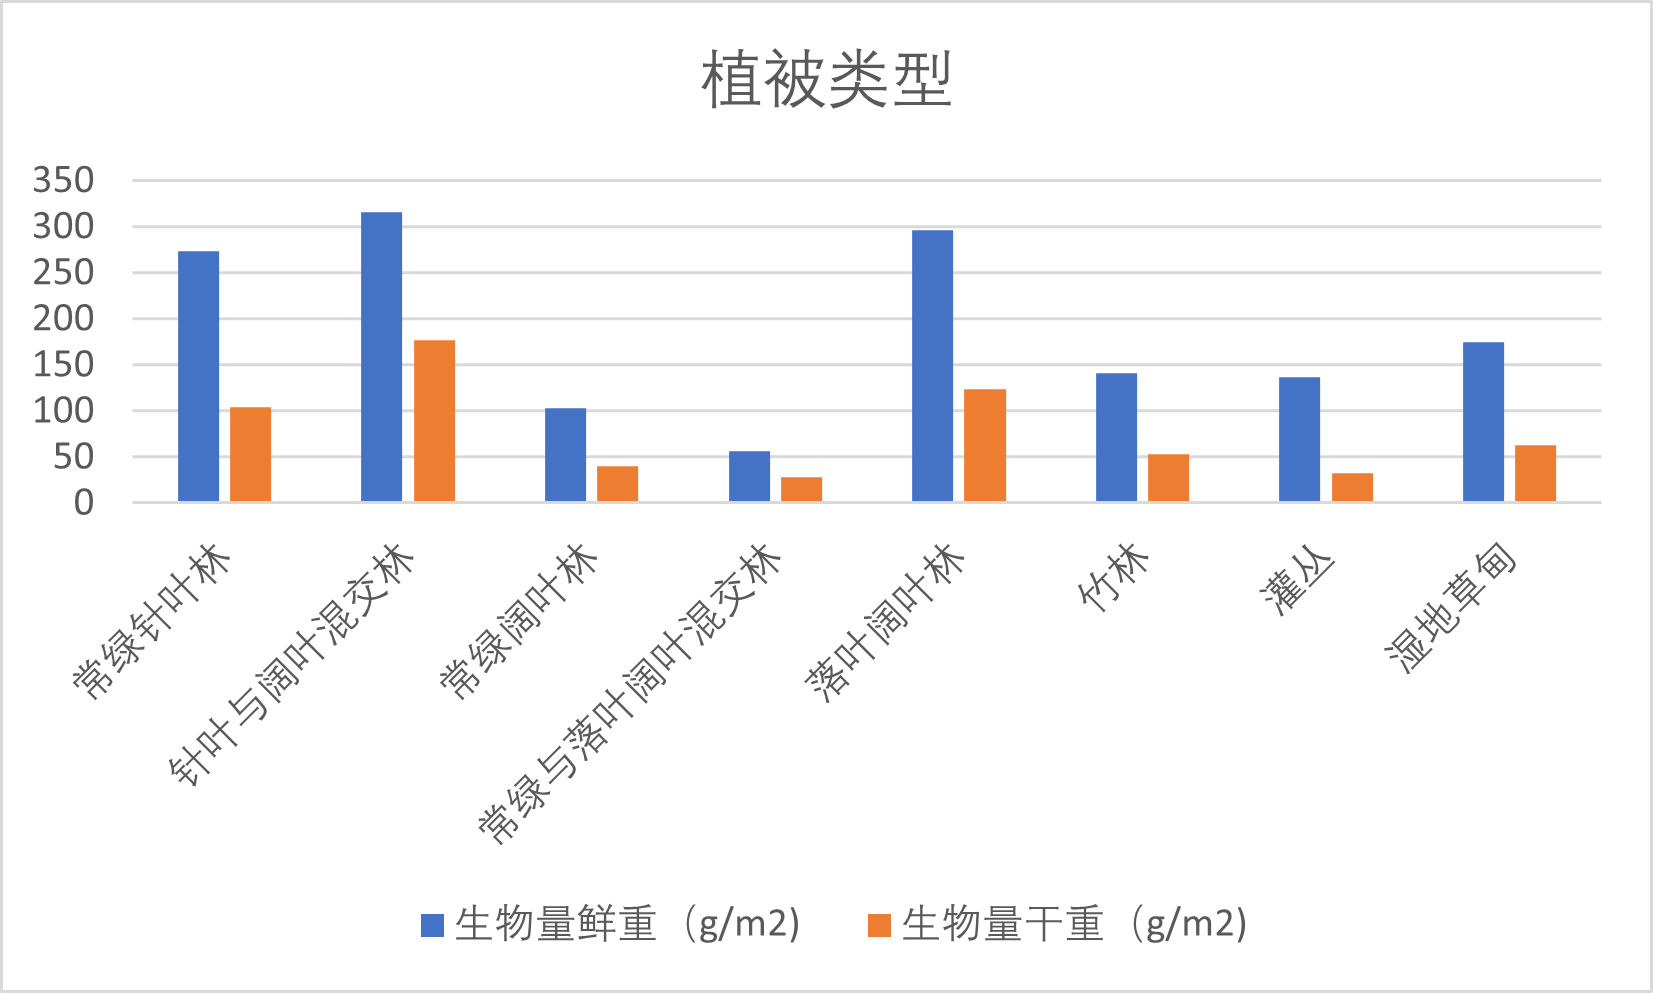 植被类型
350
300
250
200
150
100
50
0
常绿针叶林
针叶与阔叶混交林
常绿阔叶林
常绿与落叶阔叶混交林
落叶阔叶林
竹林
灌丛
湿地草甸
生物量鲜重（g/m2)
生物量干重（g/m2)